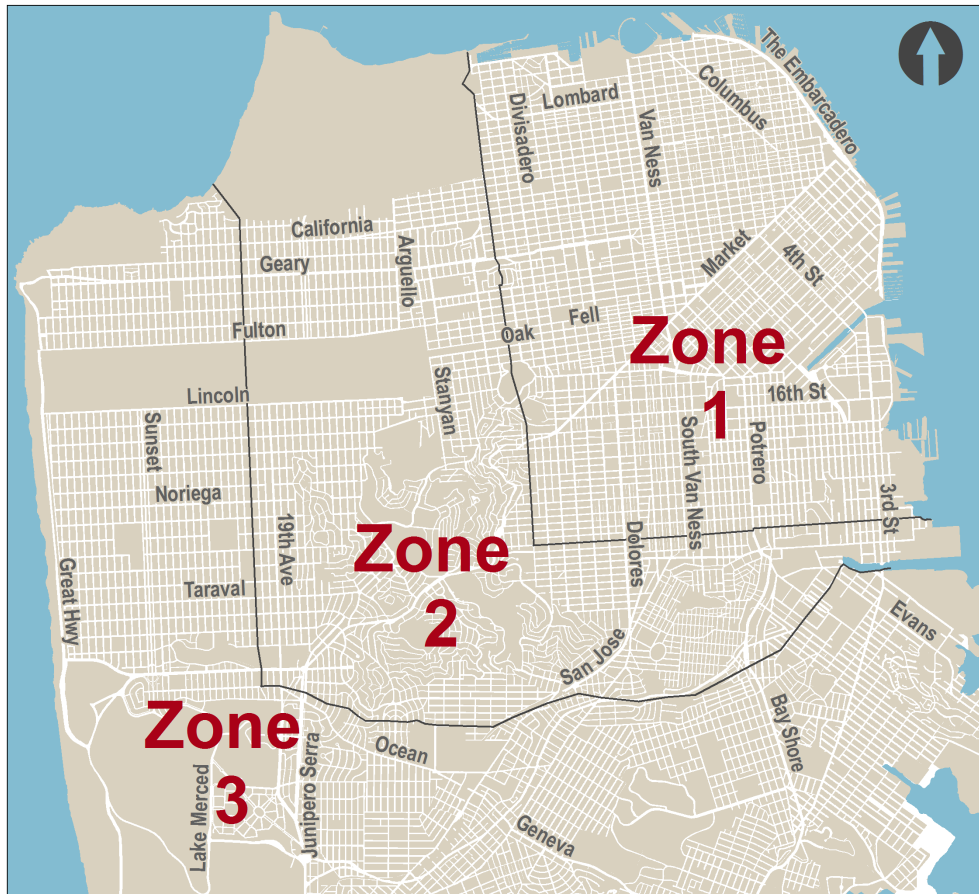 The Embarcadero
Columbus
Lombard
Divisadero
Van Ness
California
Arguello
Geary
Market
4th St
Fulton
Oak
Fell
Zone
1
Lincoln
Stanyan
16th St
Sunset
South Van Ness
Potrero
Noriega
3rd St
19th Ave
Zone
2
Dolores
Great Hwy
Taraval
Evans
San Jose
Zone
3
Ocean
Bay Shore
Lake Merced
Junipero Serra
Geneva